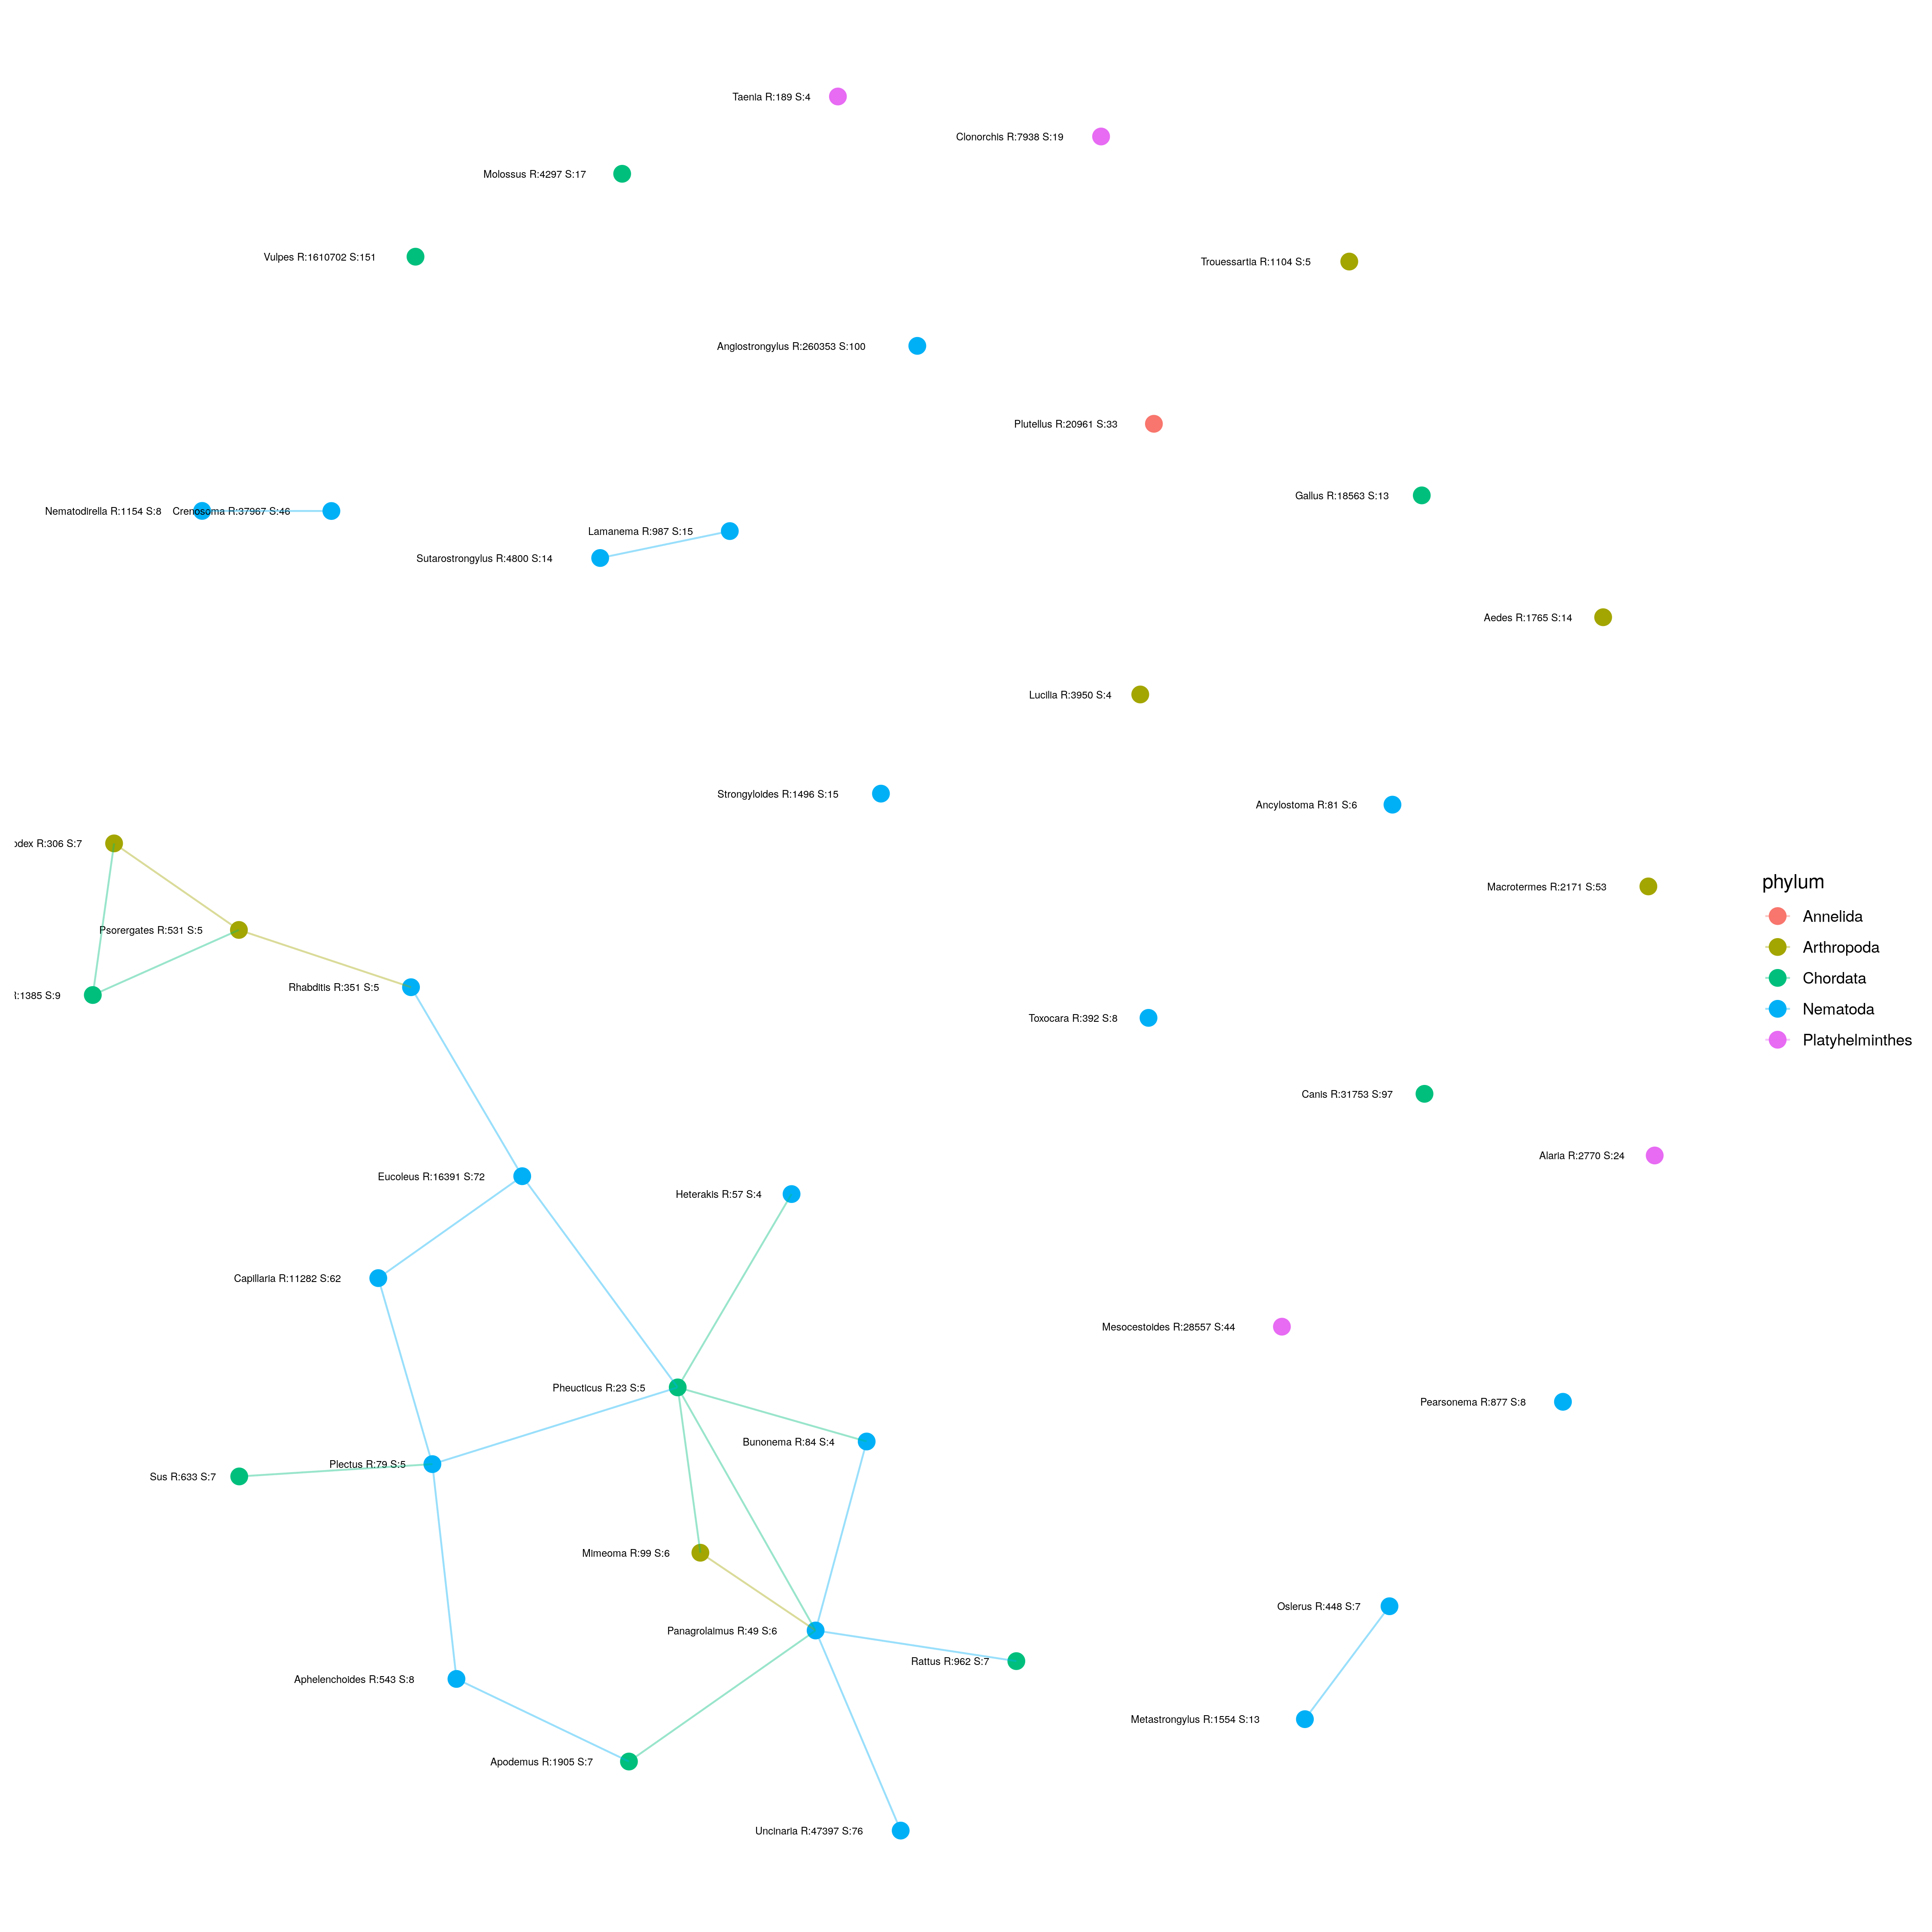 Taenia R:189 S:4
Clonorchis R:7938 S:19
Molossus R:4297 S:17
Vulpes R:1610702 S:151
Trouessartia R:1104 S:5
Angiostrongylus R:260353 S:100
Plutellus R:20961 S:33
Gallus R:18563 S:13
Nematodirella R:1154 S:8
Crenosoma R:37967 S:46
Lamanema R:987 S:15
Sutarostrongylus R:4800 S:14
Aedes R:1765 S:14
Lucilia R:3950 S:4
Strongyloides R:1496 S:15
Ancylostoma R:81 S:6
R:306 S:7
Macrotermes R:2171 S:53
phylum
Annelida
Arthropoda
Chordata
Nematoda
Platyhelminthes
Psorergates R:531 S:5
Rhabditis R:351 S:5
:1385 S:9
Toxocara R:392 S:8
Canis R:31753 S:97
Alaria R:2770 S:24
Eucoleus R:16391 S:72
Heterakis R:57 S:4
Capillaria R:11282 S:62
Mesocestoides R:28557 S:44
Pheucticus R:23 S:5
Pearsonema R:877 S:8
Bunonema R:84 S:4
Plectus R:79 S:5
Sus R:633 S:7
Mimeoma R:99 S:6
Oslerus R:448 S:7
Panagrolaimus R:49 S:6
Rattus R:962 S:7
Aphelenchoides R:543 S:8
Metastrongylus R:1554 S:13
Apodemus R:1905 S:7
Uncinaria R:47397 S:76